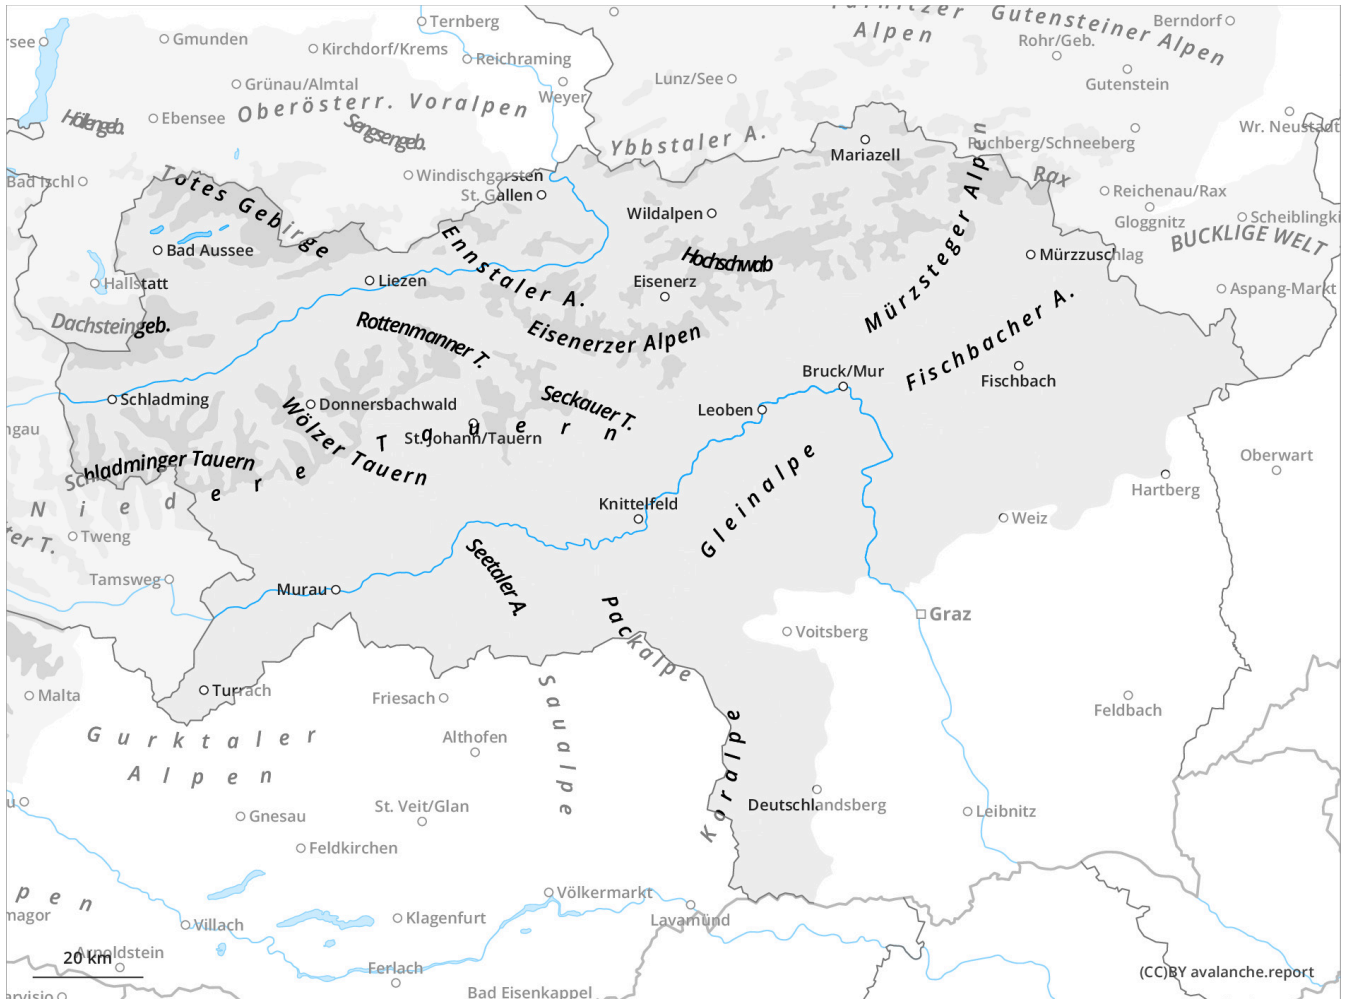 Ternberg
Gmunden
Kirchdorf/Krems
Reichraming
Grünau/Almtal
Weyer
Lunz/See
Alpen
Gutensteiner Alpen
Berndorf
Rohr/Geb.
Gutenstein
Oberösterr. Voralpen
Höllengeb.
Ebensee
Sengsengeb.
Ybbstaler A.
Mariazell
Puchberg/Schneeberg
Wr. Neustadt
Bad Ischl
Totes Gebirge
Windischgarsten
St. Gallen
Wildalpen
Mürzsteger Alpen
Rax
Reichenau/Rax
Gloggnitz
Scheiblingki
BUCKLIGE WELT
Bad Aussee
Ennstaler A.
Hochschwab
Mürzzuschlag
Hallstatt
Liezen
Eisenerz
Aspang-Markt
Dachsteingeb.
Rottenmanner T.
Eisenerzer Alpen
Fischbacher A.
Bruck/Mur
Fischbach
Schladming
Donnersbachwald
Seckauer T.
Leoben
ngau
Wölzer Tauern
St. Johann/Tauern
Schladminger Tauern
Niedere Tauern
Gleinalpe
Oberwart
Hartberg
Knittelfeld
Weiz
Tweng
Tamsweg
Seetaler A.
Murau
Packalpe
Graz
Voitsberg
Malta
Turrach
Friesach
Saualpe
Feldbach
Gurktaler
Alpen
Althofen
Koralpe
Gnesau
St. Veit/Glan
Deutschlandsberg
Leibnitz
Feldkirchen
pen
magor
Villach
Klagenfurt
Völkermarkt
Lavamünd
Arnoldstein
20 km
Ferlach
Bad Eisenkappel
(CC)BY avalanche.report